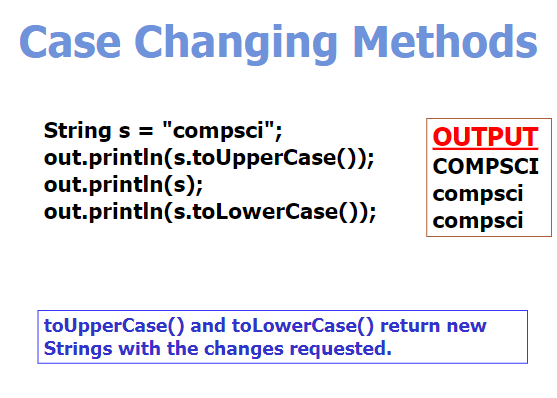 Case Changing Methods
String s = "compsci";
out.println(s.toUpperCase());
out.println(s);
out.println(s.toLowerCase());
OUTPUT
COMPSCI
compsci
compsci
toUpperCase() and toLowerCase() return new
Strings with the changes requested.